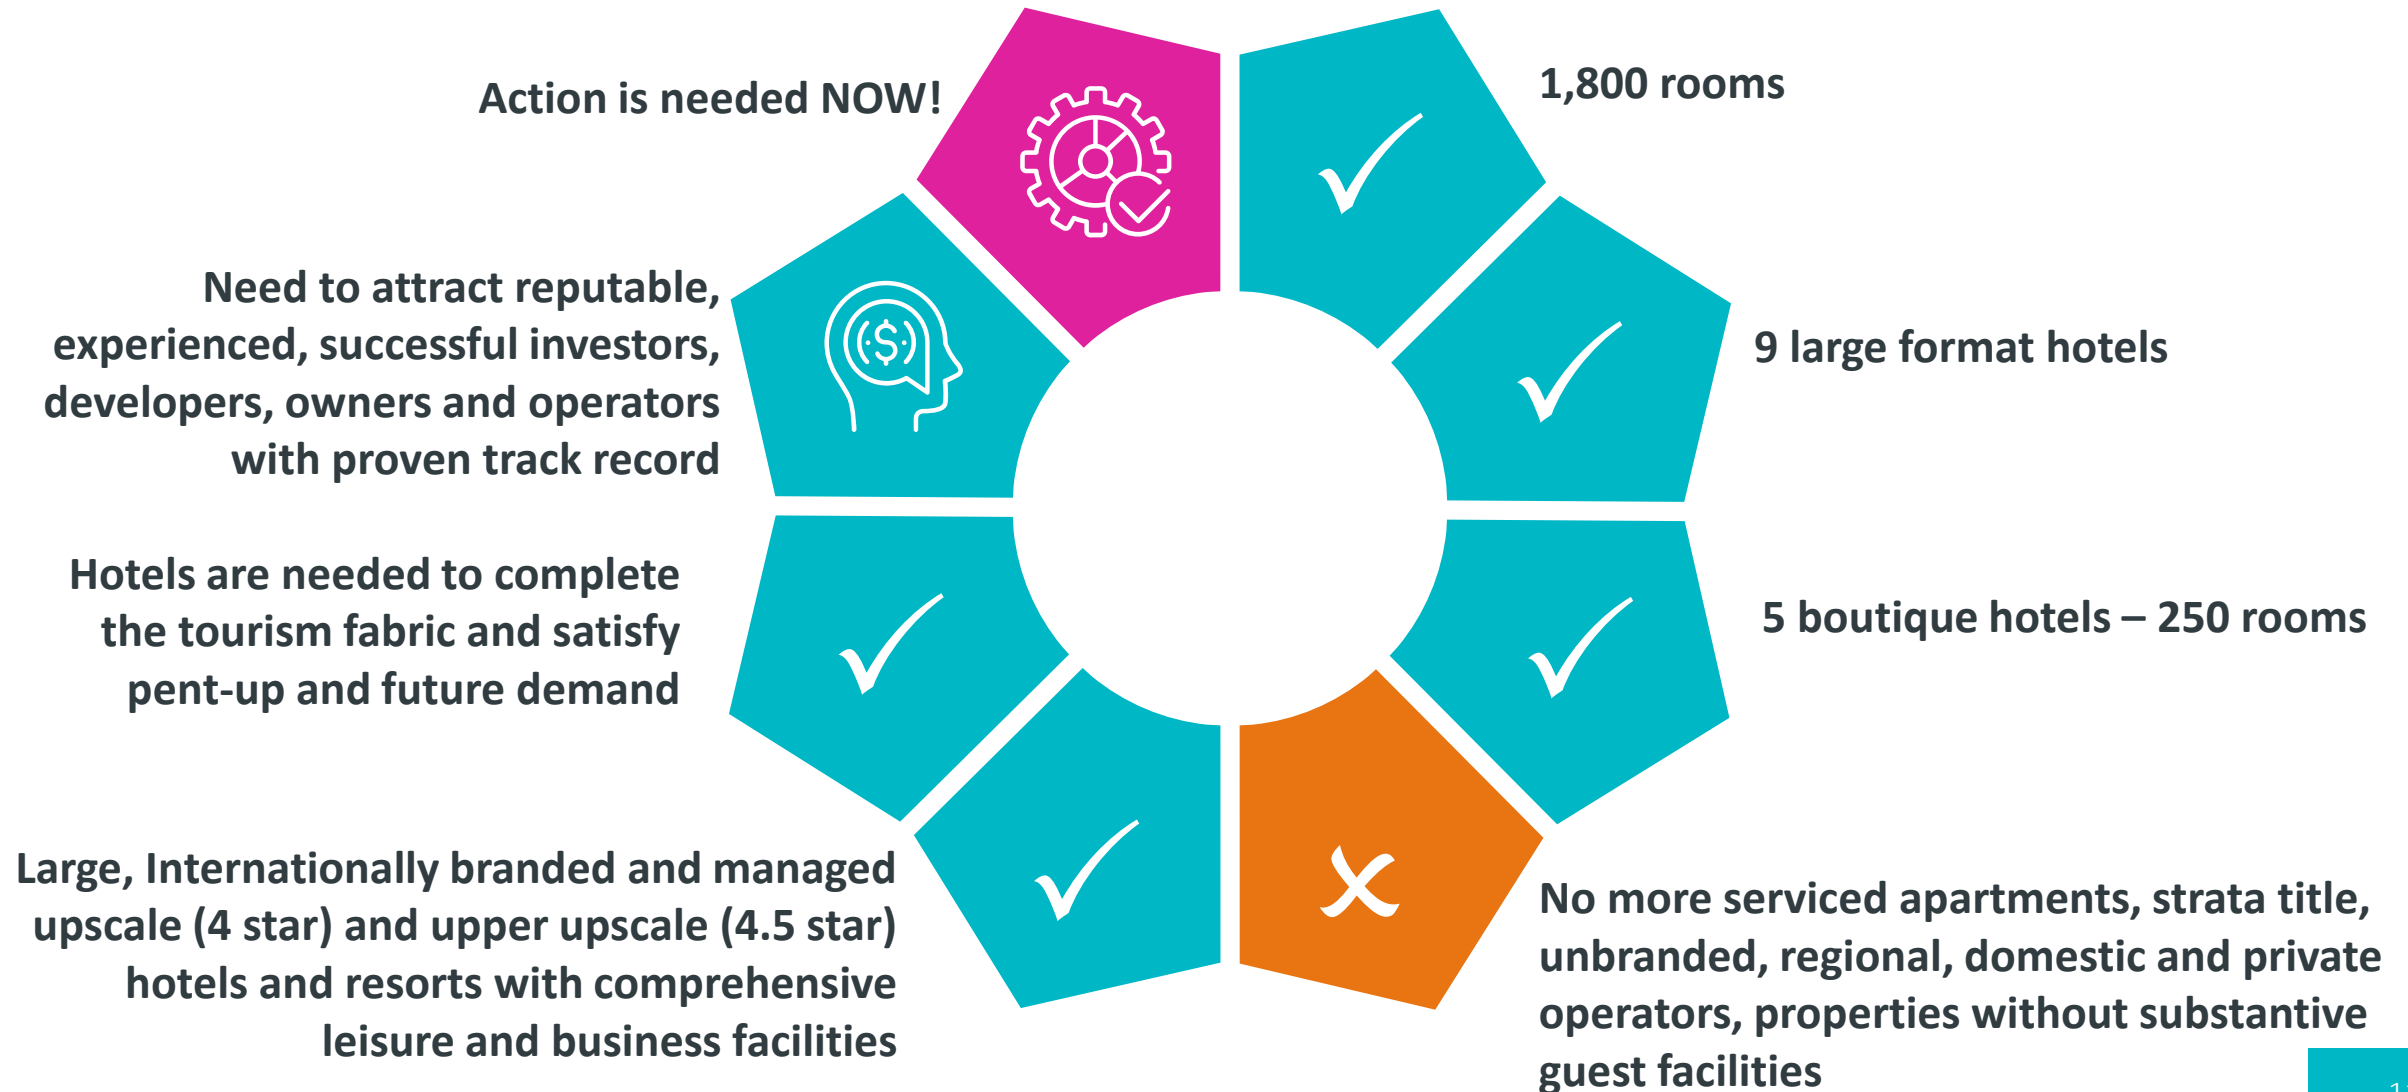 1,800 rooms
9 large format hotels
5 boutique hotels – 250 rooms
No more serviced apartments, strata title,
unbranded, regional, domestic and private
operators, properties without substantive
guest facilities
Large, Internationally branded and managed
upscale (4 star) and upper upscale (4.5 star)
hotels and resorts with comprehensive
leisure and business facilities
Hotels are needed to complete
the tourism fabric and satisfy
pent-up and future demand
Need to attract reputable,
experienced, successful investors,
developers, owners and operators
with proven track record
Action is needed NOW!
$